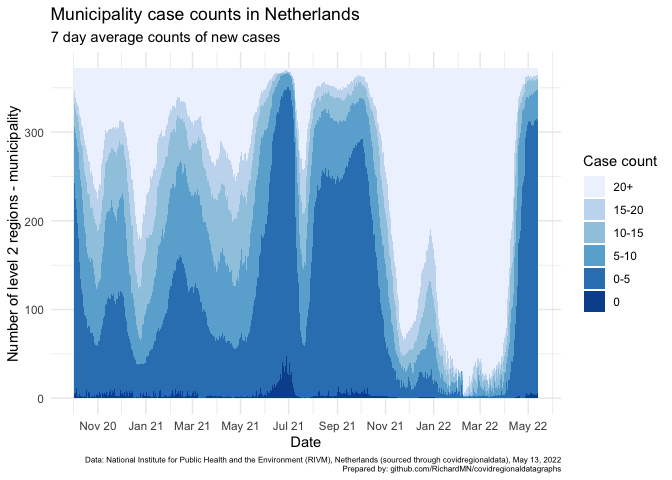 Municipality case counts in Netherlands
7 day average counts of new cases
Number of level 2 regions - municipality
300
200
100
0
Nov 20 Jan 21 Mar 21 May 21 Jul 21 Sep 21 Nov 21 Jan 22 Mar 22 May 22
Date
Case count
20+
15-20
10-15
5-10
0-5
0
Data: National Institute for Public Health and the Environment (RIVM), Netherlands (sourced through covidregionaldata), May 13, 2022
Prepared by: github.com/RichardMN/covidregionaldatagraphs